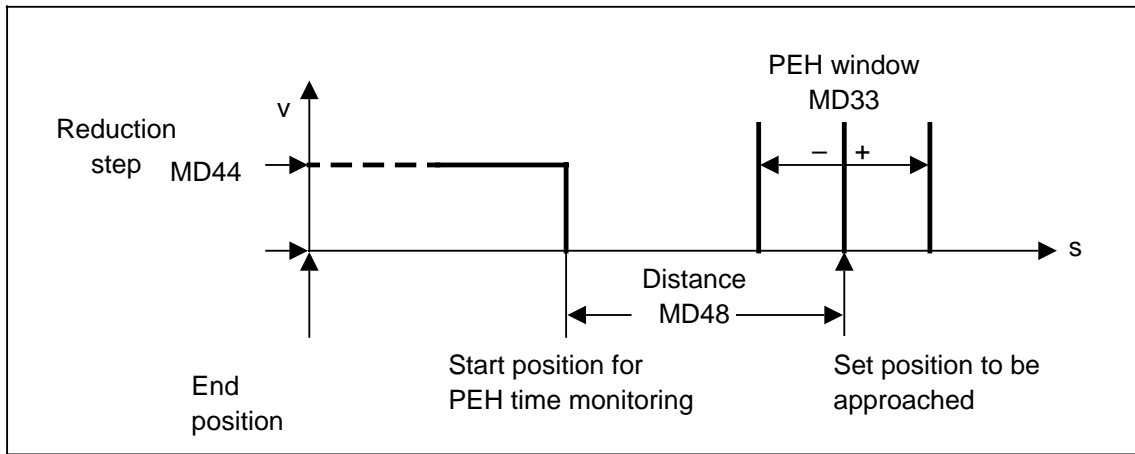 PEH window
MD33
v
Reduction
step
MD44
– +
s
Distance
MD48
Start position for
PEH time monitoring
Set position to be
approached
End
position